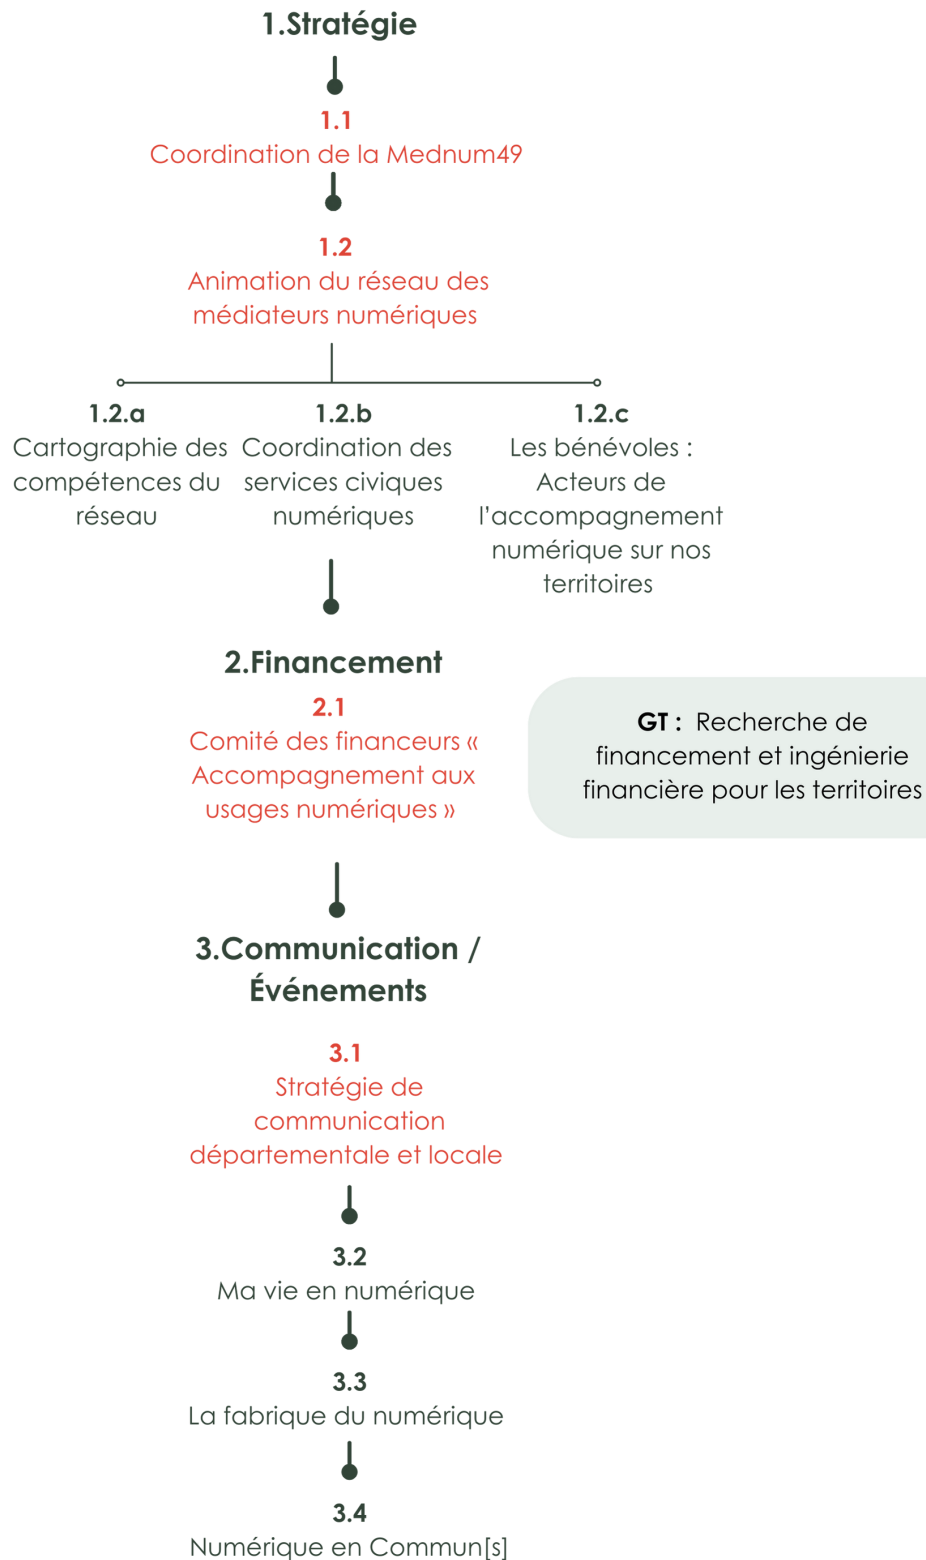 1.Stratégie
1.1
Coordination de la Mednum49
1.2
Animation du réseau des
médiateurs numériques
1.2.a
Cartographie des
compétences du
réseau
1.2.b
Coordination des
services civiques
numériques
1.2.c
Les bénévoles :
Acteurs de
l’accompagnement
numérique sur nos
territoires
2.Financement
2.1
Comité des financeurs «
Accompagnement aux
usages numériques »
GT :  Recherche de
financement et ingénierie
financière pour les territoires
3.Communication /
Événements
3.1
Stratégie de
communication
départementale et locale
3.2
Ma vie en numérique
3.3
La fabrique du numérique
3.4
Numérique en Commun[s]